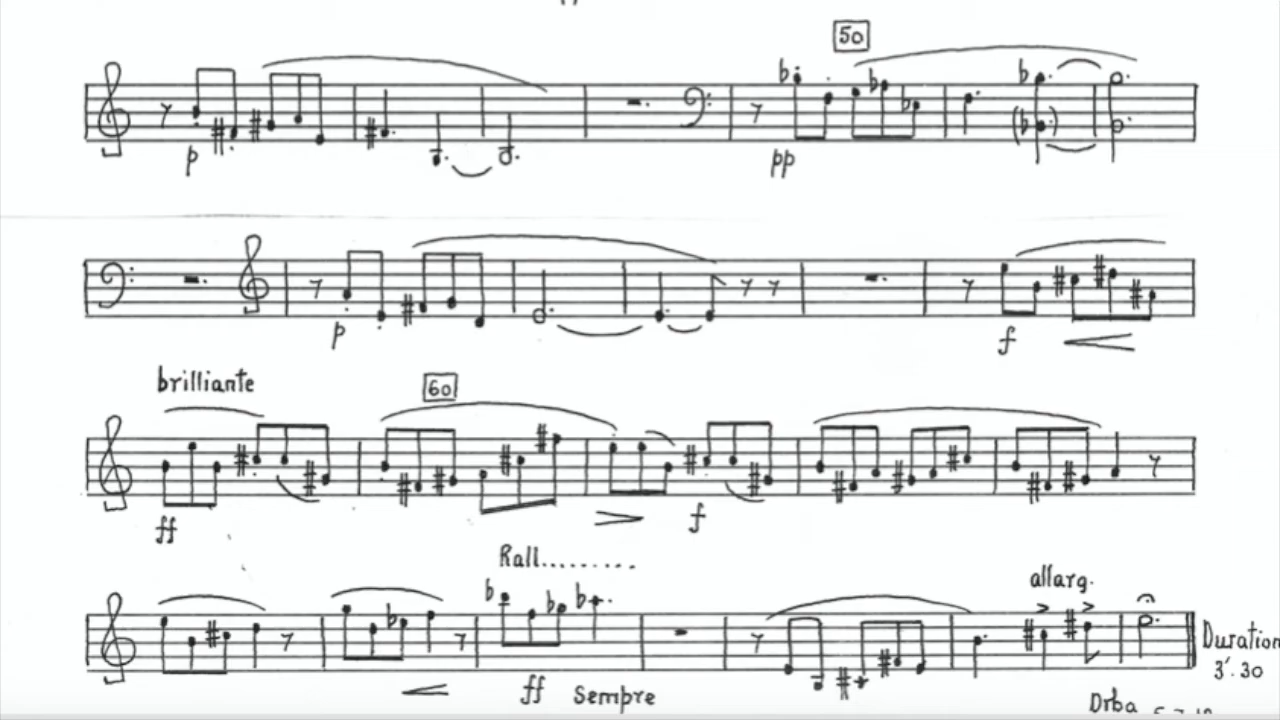 50
p
pp
p
f
brilliante
60
ff
f
Rall.........
allarg.
Duration
3'.30
ff sempre
Drba